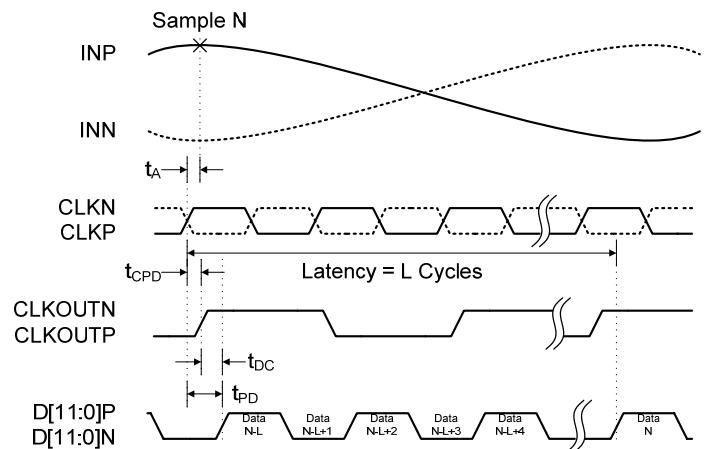 Sample N
INP
INN
tA
CLKN
CLKP
tCPD
Latency = L Cycles
CLKOUTN
CLKOUTP
tDC
tPD
D[11:0]P
D[11:0]N
Data N-L
Data N-L+1
Data N-L+2
Data N-L+3
Data N-L+4
Data N